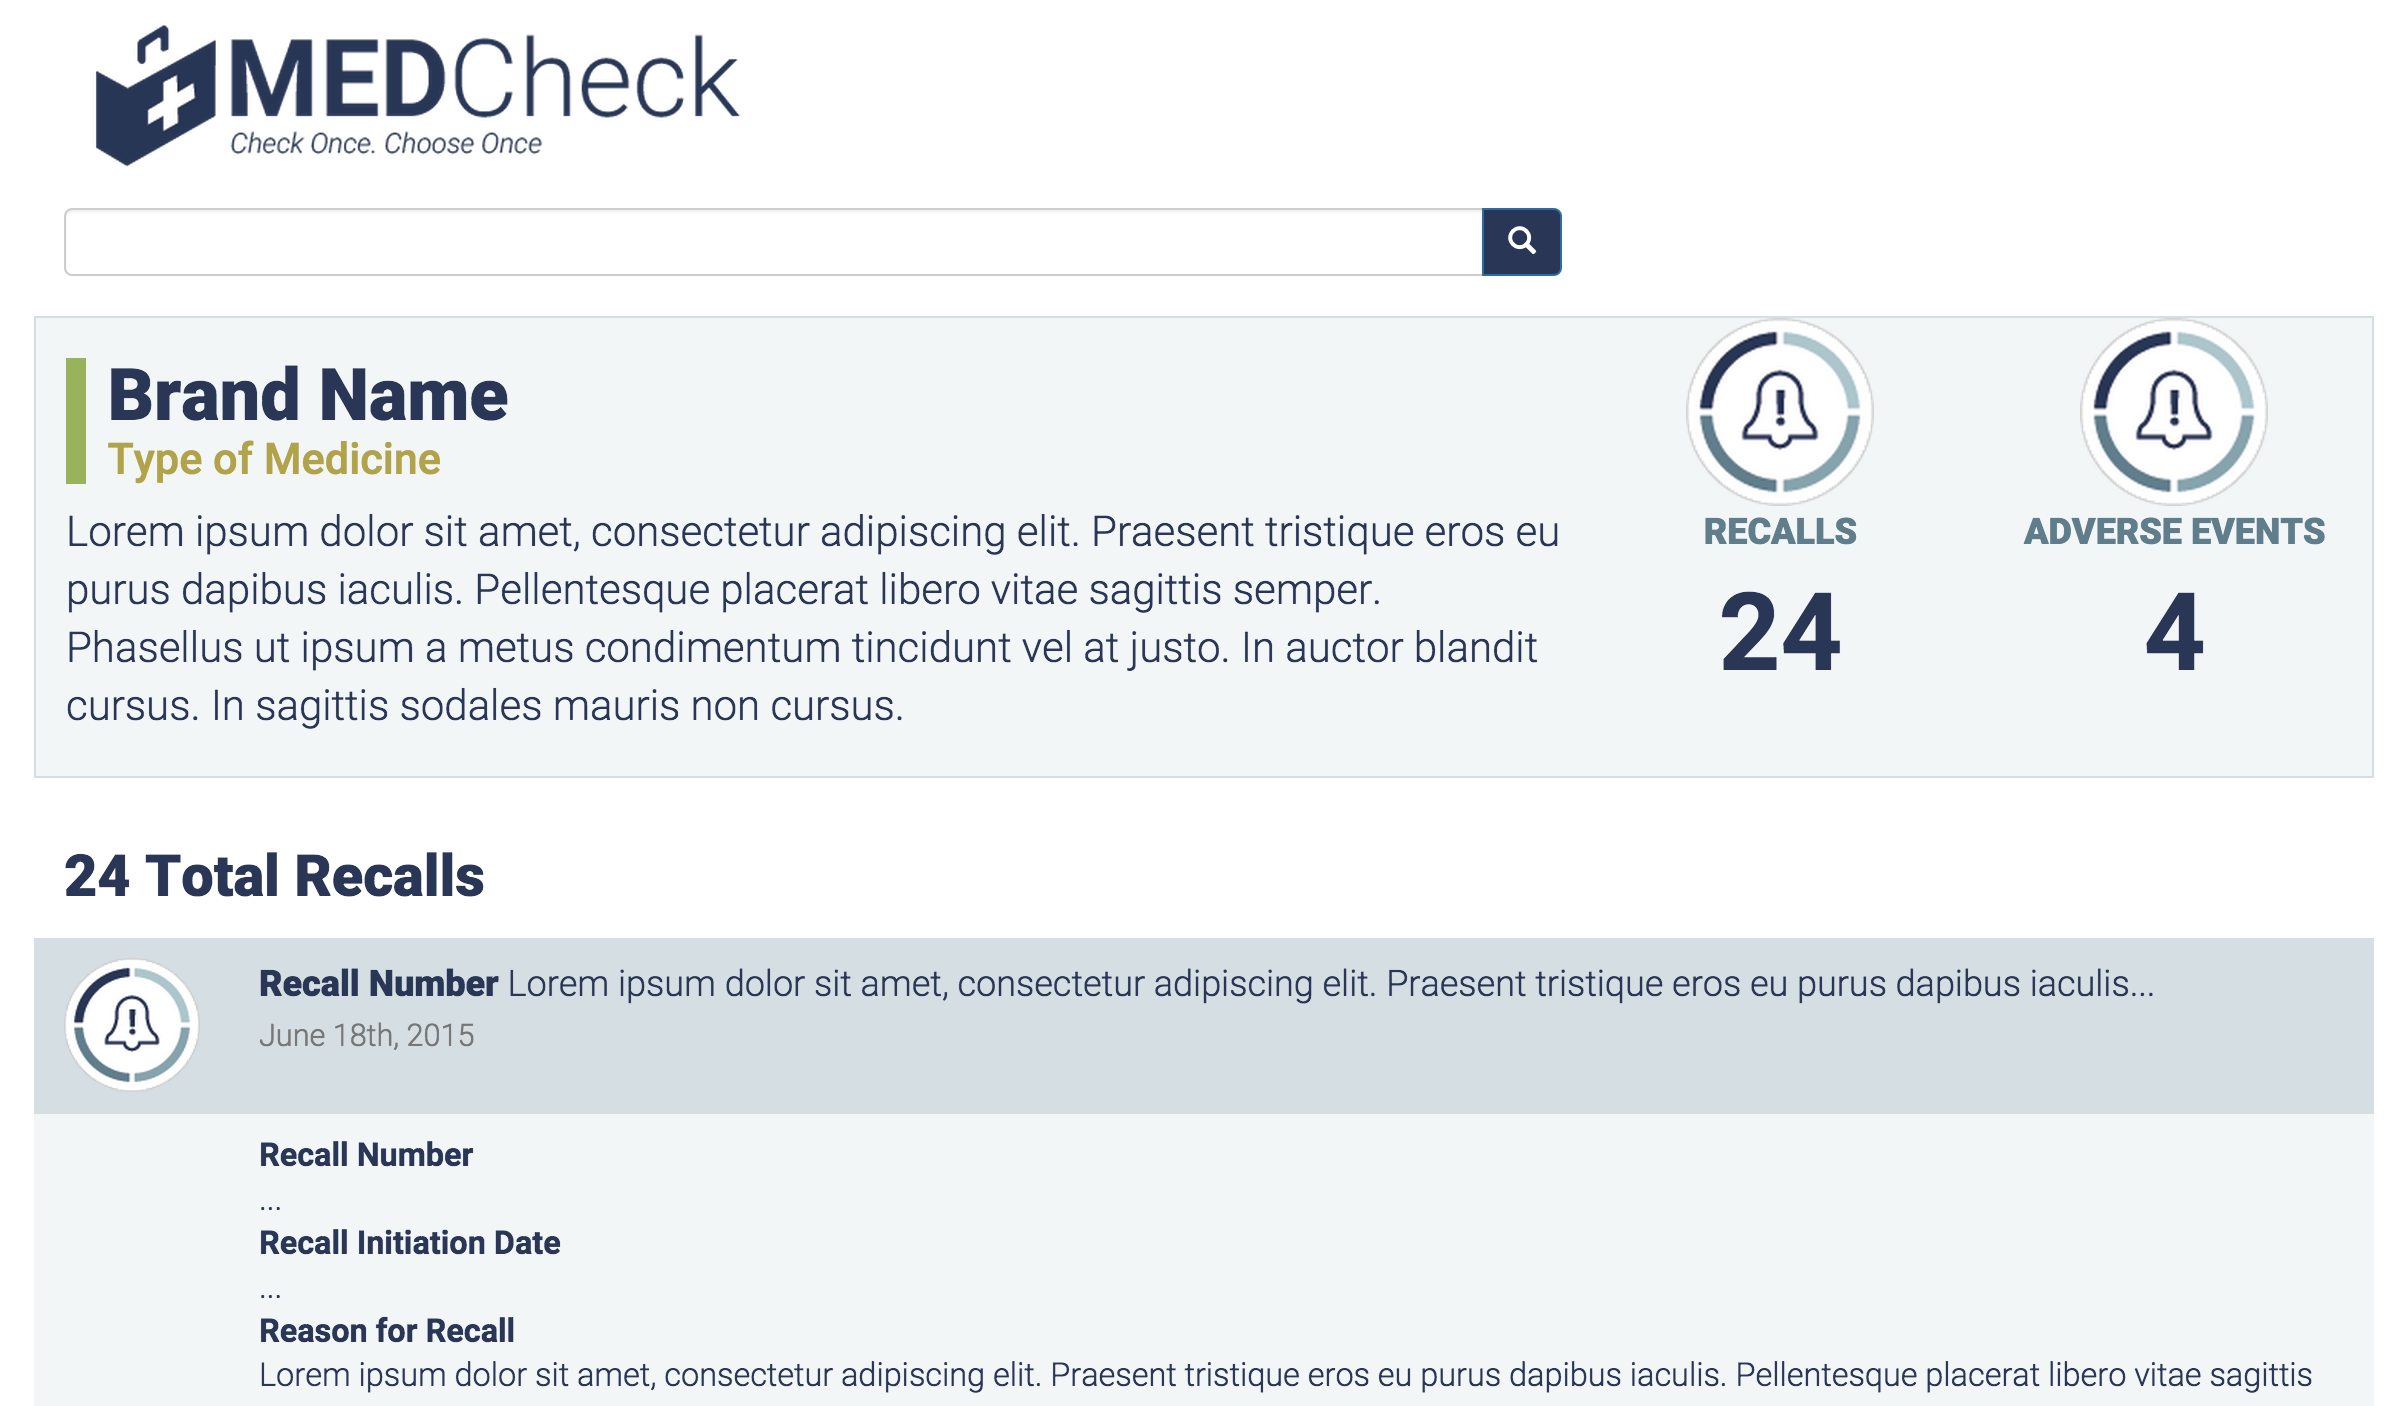 MEDCheck
Check Once. Choose Once
Brand Name
Type of Medicine
Lorem ipsum dolor sit amet, consectetur adipiscing elit. Praesent tristique eros eu
purus dapibus iaculis. Pellentesque placerat libero vitae sagittis semper.
Phasellus ut ipsum a metus condimentum tincidunt vel at justo. In auctor blandit
cursus. In sagittis sodales mauris non cursus.
RECALLS
24
ADVERSE EVENTS
4
24 Total Recalls
Recall Number Lorem ipsum dolor sit amet, consectetur adipiscing elit. Praesent tristique eros eu purus dapibus iaculis...
June 18th, 2015
Recall Number
...
Recall Initiation Date
...
Reason for Recall
Lorem ipsum dolor sit amet, consectetur adipiscing elit. Praesent tristique eros eu purus dapibus iaculis. Pellentesque placerat libero vitae sagittis